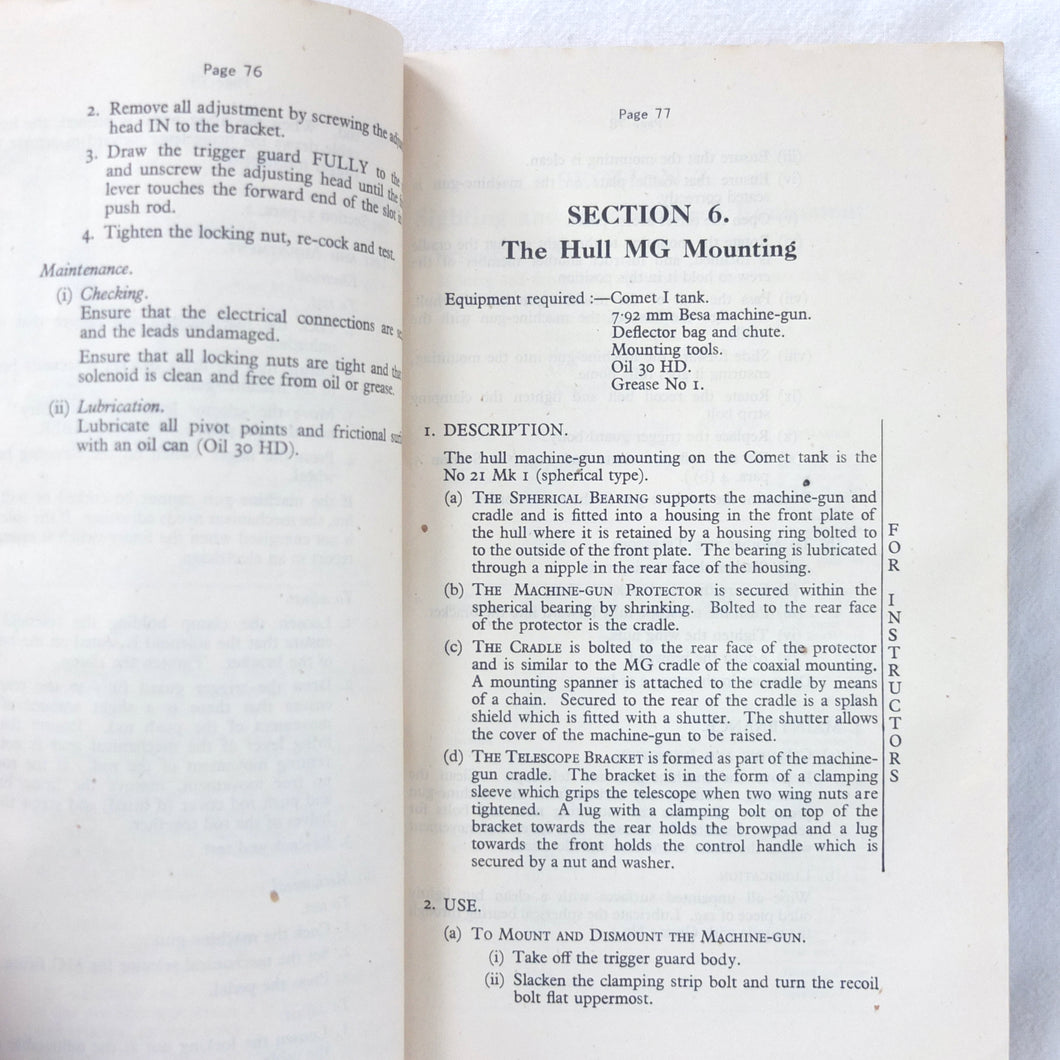 Page 76
2. Remove all adjustment by screwing the
head IN to the bracket.
3. Draw the trigger guard FULLY to the
and unscrew the adjusting head until the
lever touches the forward end of the slot
push rod.
4. Tighten the locking nut, re-cock and test.
Maintenance.
(i) Checking.
Ensure that the electrical connections are
and the leads undamaged.
Ensure that all locking nuts are tight and
solenoid is clean and free from oil or grease.
(ii) Lubrication.
Lubricate all pivot points and frictional
with an oil can (Oil 30 HD).
Page 77
SECTION 6.
The Hull MG Mounting
Equipment required :—Comet I tank.
7·92 mm Besa machine-gun.
Deflector bag and chute.
Mounting tools.
Oil 30 HD.
Grease No 1.
1. DESCRIPTION.
The hull machine-gun mounting on the Comet tank is the
No 21 Mk 1 (spherical type).
(a) THE SPHERICAL BEARING supports the machine-gun and
cradle and is fitted into a housing in the front plate of
the hull where it is retained by a housing ring bolted to
to the outside of the front plate. The bearing is lubricated
through a nipple in the rear face of the housing.
(b) THE MACHINE-GUN PROTECTOR is secured within the
spherical bearing by shrinking. Bolted to the rear face
of the protector is the cradle.
(c) THE CRADLE is bolted to the rear face of the protector
and is similar to the MG cradle of the coaxial mounting.
A mounting spanner is attached to the cradle by means
of a chain. Secured to the rear of the cradle is a splash
shield which is fitted with a shutter. The shutter allows
the cover of the machine-gun to be raised.
(d) THE TELESCOPE BRACKET is formed as part of the machine-
gun cradle. The bracket is in the form of a clamping
sleeve which grips the telescope when two wing nuts are
tightened. A lug with a clamping bolt on top of the
bracket towards the rear holds the browpad and a lug
towards the front holds the control handle which is
secured by a nut and washer.
FOR INSTRUCTORS
2. USE.
(a) TO MOUNT AND DISMOUNT THE MACHINE-GUN.
(i) Take off the trigger guard body.
(ii) Slacken the clamping strip bolt and turn the recoil
bolt flat uppermost.